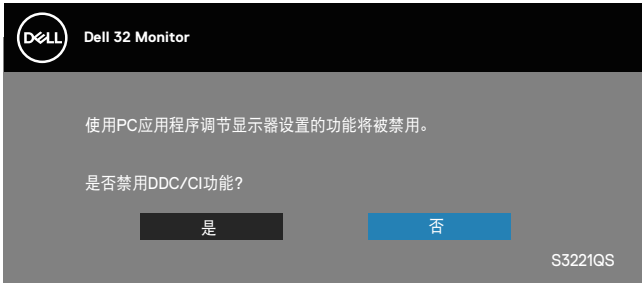 DELL
Dell 32 Monitor
使用PC应用程序调节显示器设置的功能将被禁用。
是否禁用DDC/CI功能?
是 否
S3221QS